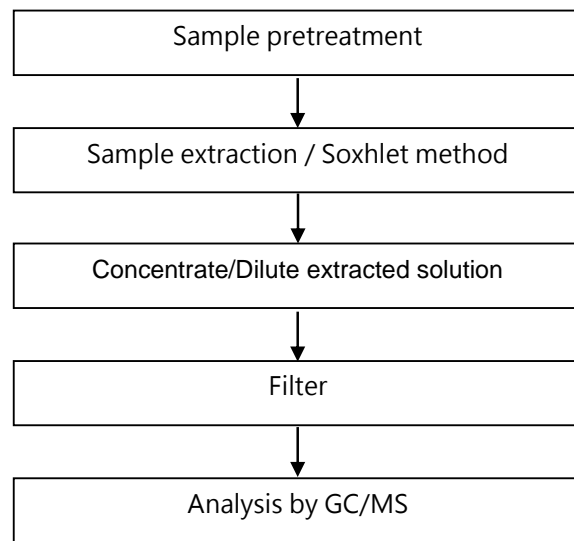 Sample pretreatment
Sample extraction / Soxhlet method
Concentrate/Dilute extracted solution
Filter
Analysis by GC/MS